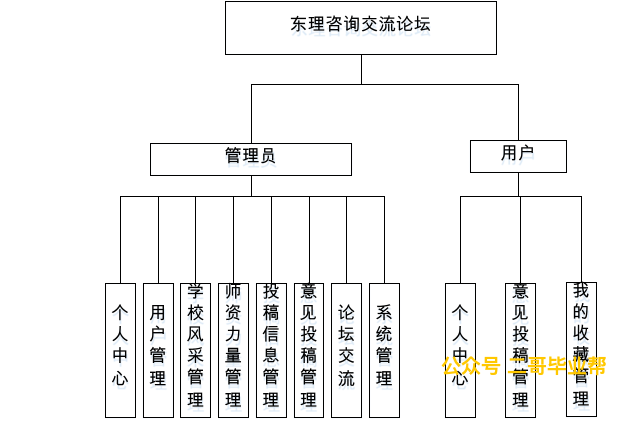 东理咨询交流论坛
管理员
用户
个人中心
用户管理
学校风采管理
师资力量管理
投稿信息管理
意见投稿管理
论坛交流
系统管理
个人中心
意见投稿管理
我的收藏管理
公众号 二哥毕业帮